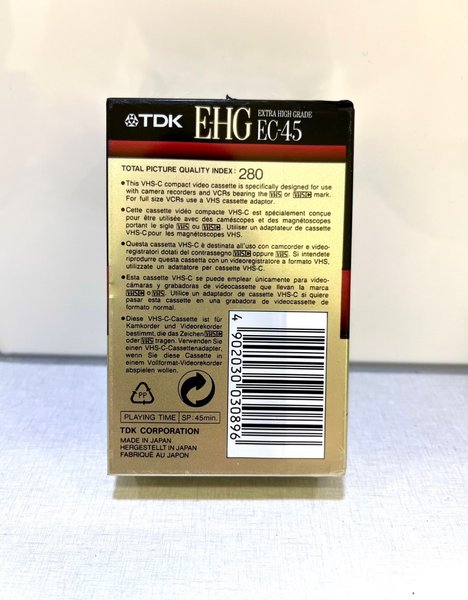 TDK EHG EXTRA HIGH GRADE EC-45
TOTAL PICTURE QUALITY INDEX: 280
• This VHS-C compact video cassette is specifically designed for use
with camera recorders and VCRs bearing the VHS or VHSC mark.
For full size VCRs use a VHS cassette adaptor.
• Cette cassette vidéo compacte VHS-C est spécialement conçue
pour être utilisée avec des caméscopes et des magnétoscopes
portant le sigle VHS ou VHSC. Utiliser un adaptateur de cassette
VHS-C pour les magnétoscopes VHS.
• Questa cassetta VHS-C è destinata all'uso con camcorder e video-
registratori dotati del contrassegno VHSC oppure VHS. Si intendete
riprodurre questa cassetta con un videoregistratore a formato VHS,
utilizzate un adattatore per cassetta VHS-C.
• Esta cassette VHS-C se puede emplear únicamente para video-
cámaras y grabadoras de videocassette que llevan la marca
VHSC o VHS. Utilice un adaptador de cassette VHS-C si quiere
pasar esta cassette en una grabadora de videocassette de
formato normal.
• Diese VHS-C-Cassette ist für
Kamkorder und Videorekorder
bestimmt, die das Zeichen VHSC
oder VHS tragen. Verwenden Sie
einen VHS-C-Cassettenadapter,
wenn Sie diese Cassette in
einem Vollformat-Videorekorder
abspielen wollen.
PP
PLAYING TIME SP: 45min.
TDK CORPORATION
MADE IN JAPAN
HERGESTELLT IN JAPAN
FABRIQUÉ AU JAPON
4 902030 030896